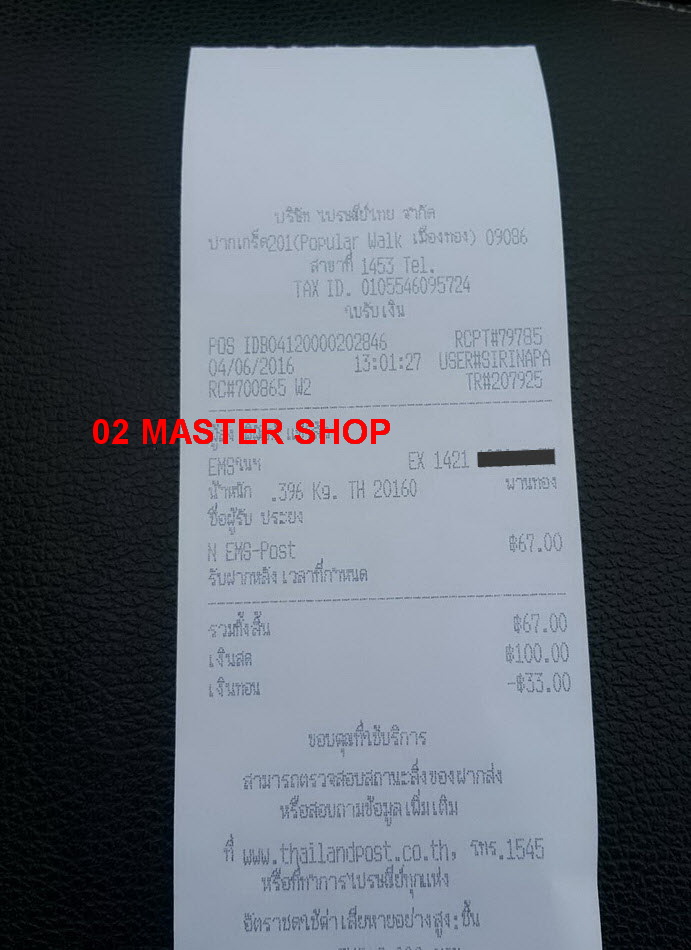 บริษัท ไปรษณีย์ไทย จำกัด
ปากเกร็ด201(Popular Walk เมืองทอง) 09086
สาขาที่ 1453 Tel.
TAX ID. 0105546095724
ใบรับเงิน
POS IDB04120000202846 RCPT#79785
04/06/2016 13:01:27 USER#SIRINAPA
RC#700865 W2 TR#207925
02 MASTER SHOP
EMSในฯ EX 1421
น้ำหนัก .396 Kg. TH 20160 พานทอง
ชื่อผู้รับ ประยง
N EMS-Post ฿67.00
รับฝากหลังเวลาที่กำหนด
รวมทั้งสิ้น ฿67.00
เงินสด ฿100.00
เงินทอน -฿33.00
ขอบคุณที่ใช้บริการ
สามารถตรวจสอบสถานะสิ่งของฝากส่ง
หรือสอบถามข้อมูลเพิ่มเติม
ที่ www.thailandpost.co.th, โทร.1545
หรือที่ทำการไปรษณีย์ทุกแห่ง
อัตราชดใช้ค่าเสียหายอย่างสูง:ชิ้น